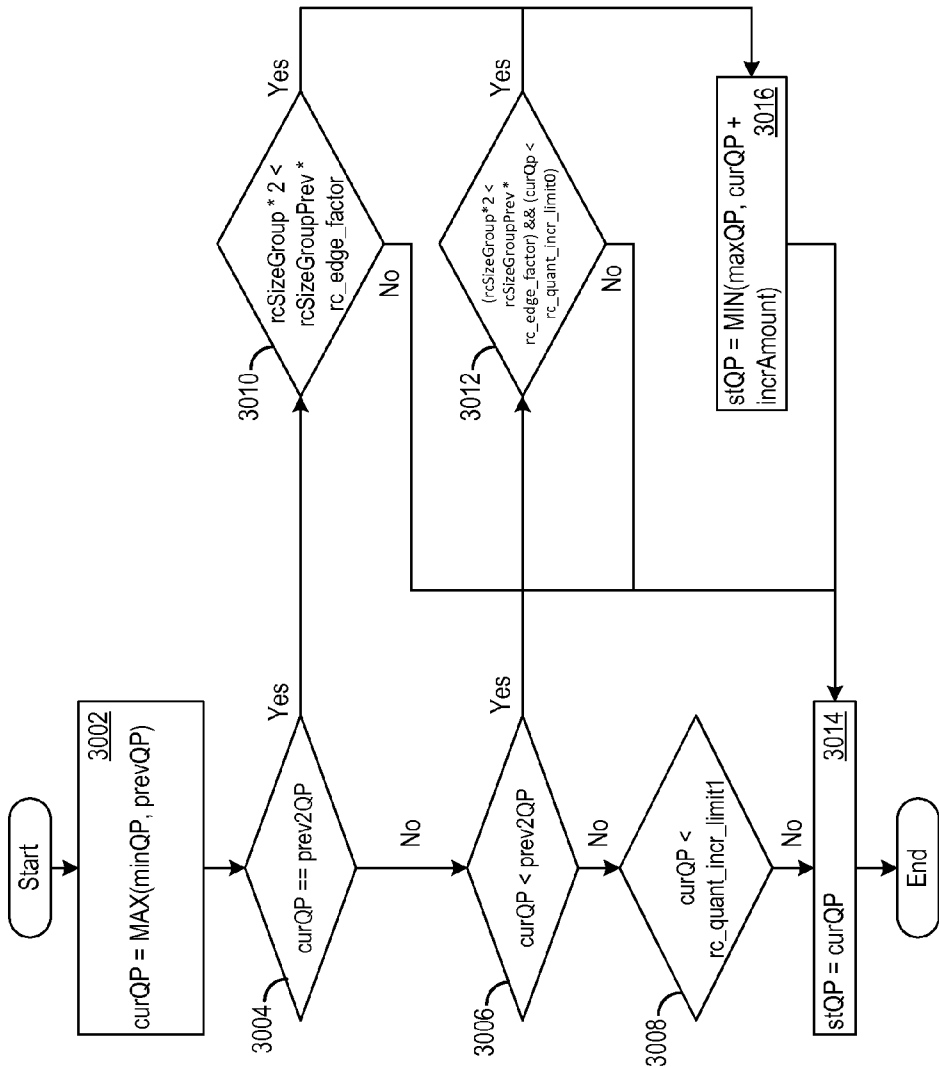 Start
3002
curQP = MAX(minQP, prevQP)
3004
curQP == prev2QP
Yes
No
3010
rcSizeGroup * 2 <
rcSizeGroupPrev *
rc_edge_factor
Yes
No
3006
curQP < prev2QP
Yes
No
3012
(rcSizeGroup*2 <
rcSizeGroupPrev *
rc_edge_factor) && (curQp <
rc_quant_incr_limit0)
Yes
No
3008
curQP <
rc_quant_incr_limit1
No
3016
stQP = MIN(maxQP, curQP +
incrAmount)
3014
stQP = curQP
End